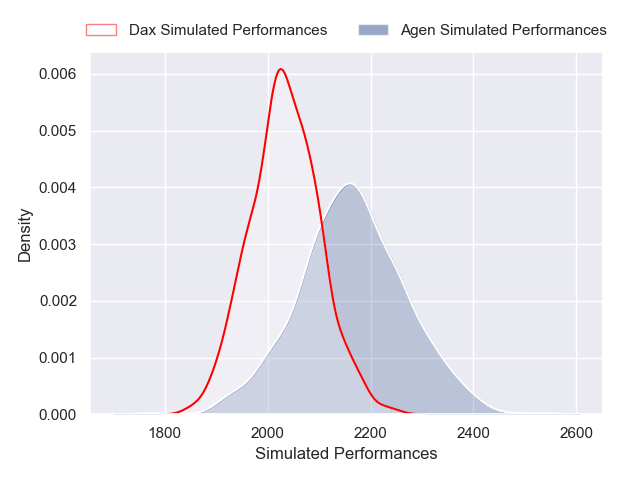 Dax Simulated Performances Agen Simulated Performances
0.006
0.005
0.004
0.003
0.002
0.001
0.000
Density
1800 2000 2200 2400 2600
Simulated Performances